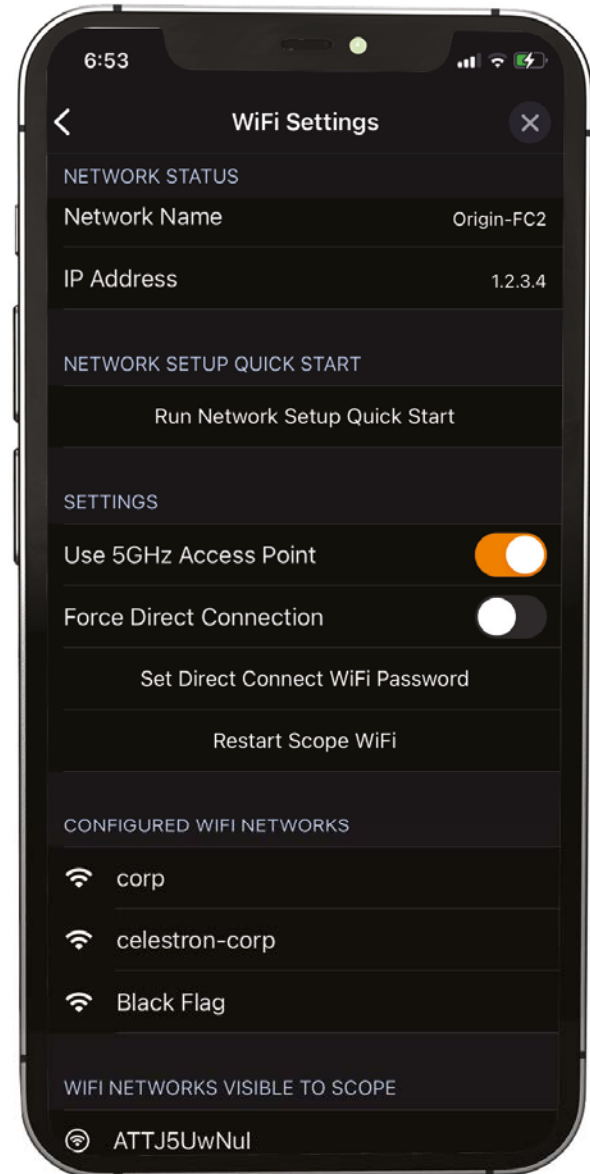 6:53
WiFi Settings
NETWORK STATUS
Network Name Origin-FC2
IP Address 1.2.3.4
NETWORK SETUP QUICK START
Run Network Setup Quick Start
SETTINGS
Use 5GHz Access Point
Force Direct Connection
Set Direct Connect WiFi Password
Restart Scope WiFi
CONFIGURED WIFI NETWORKS
corp
celestron-corp
Black Flag
WIFI NETWORKS VISIBLE TO SCOPE
ATTJ5UwNul